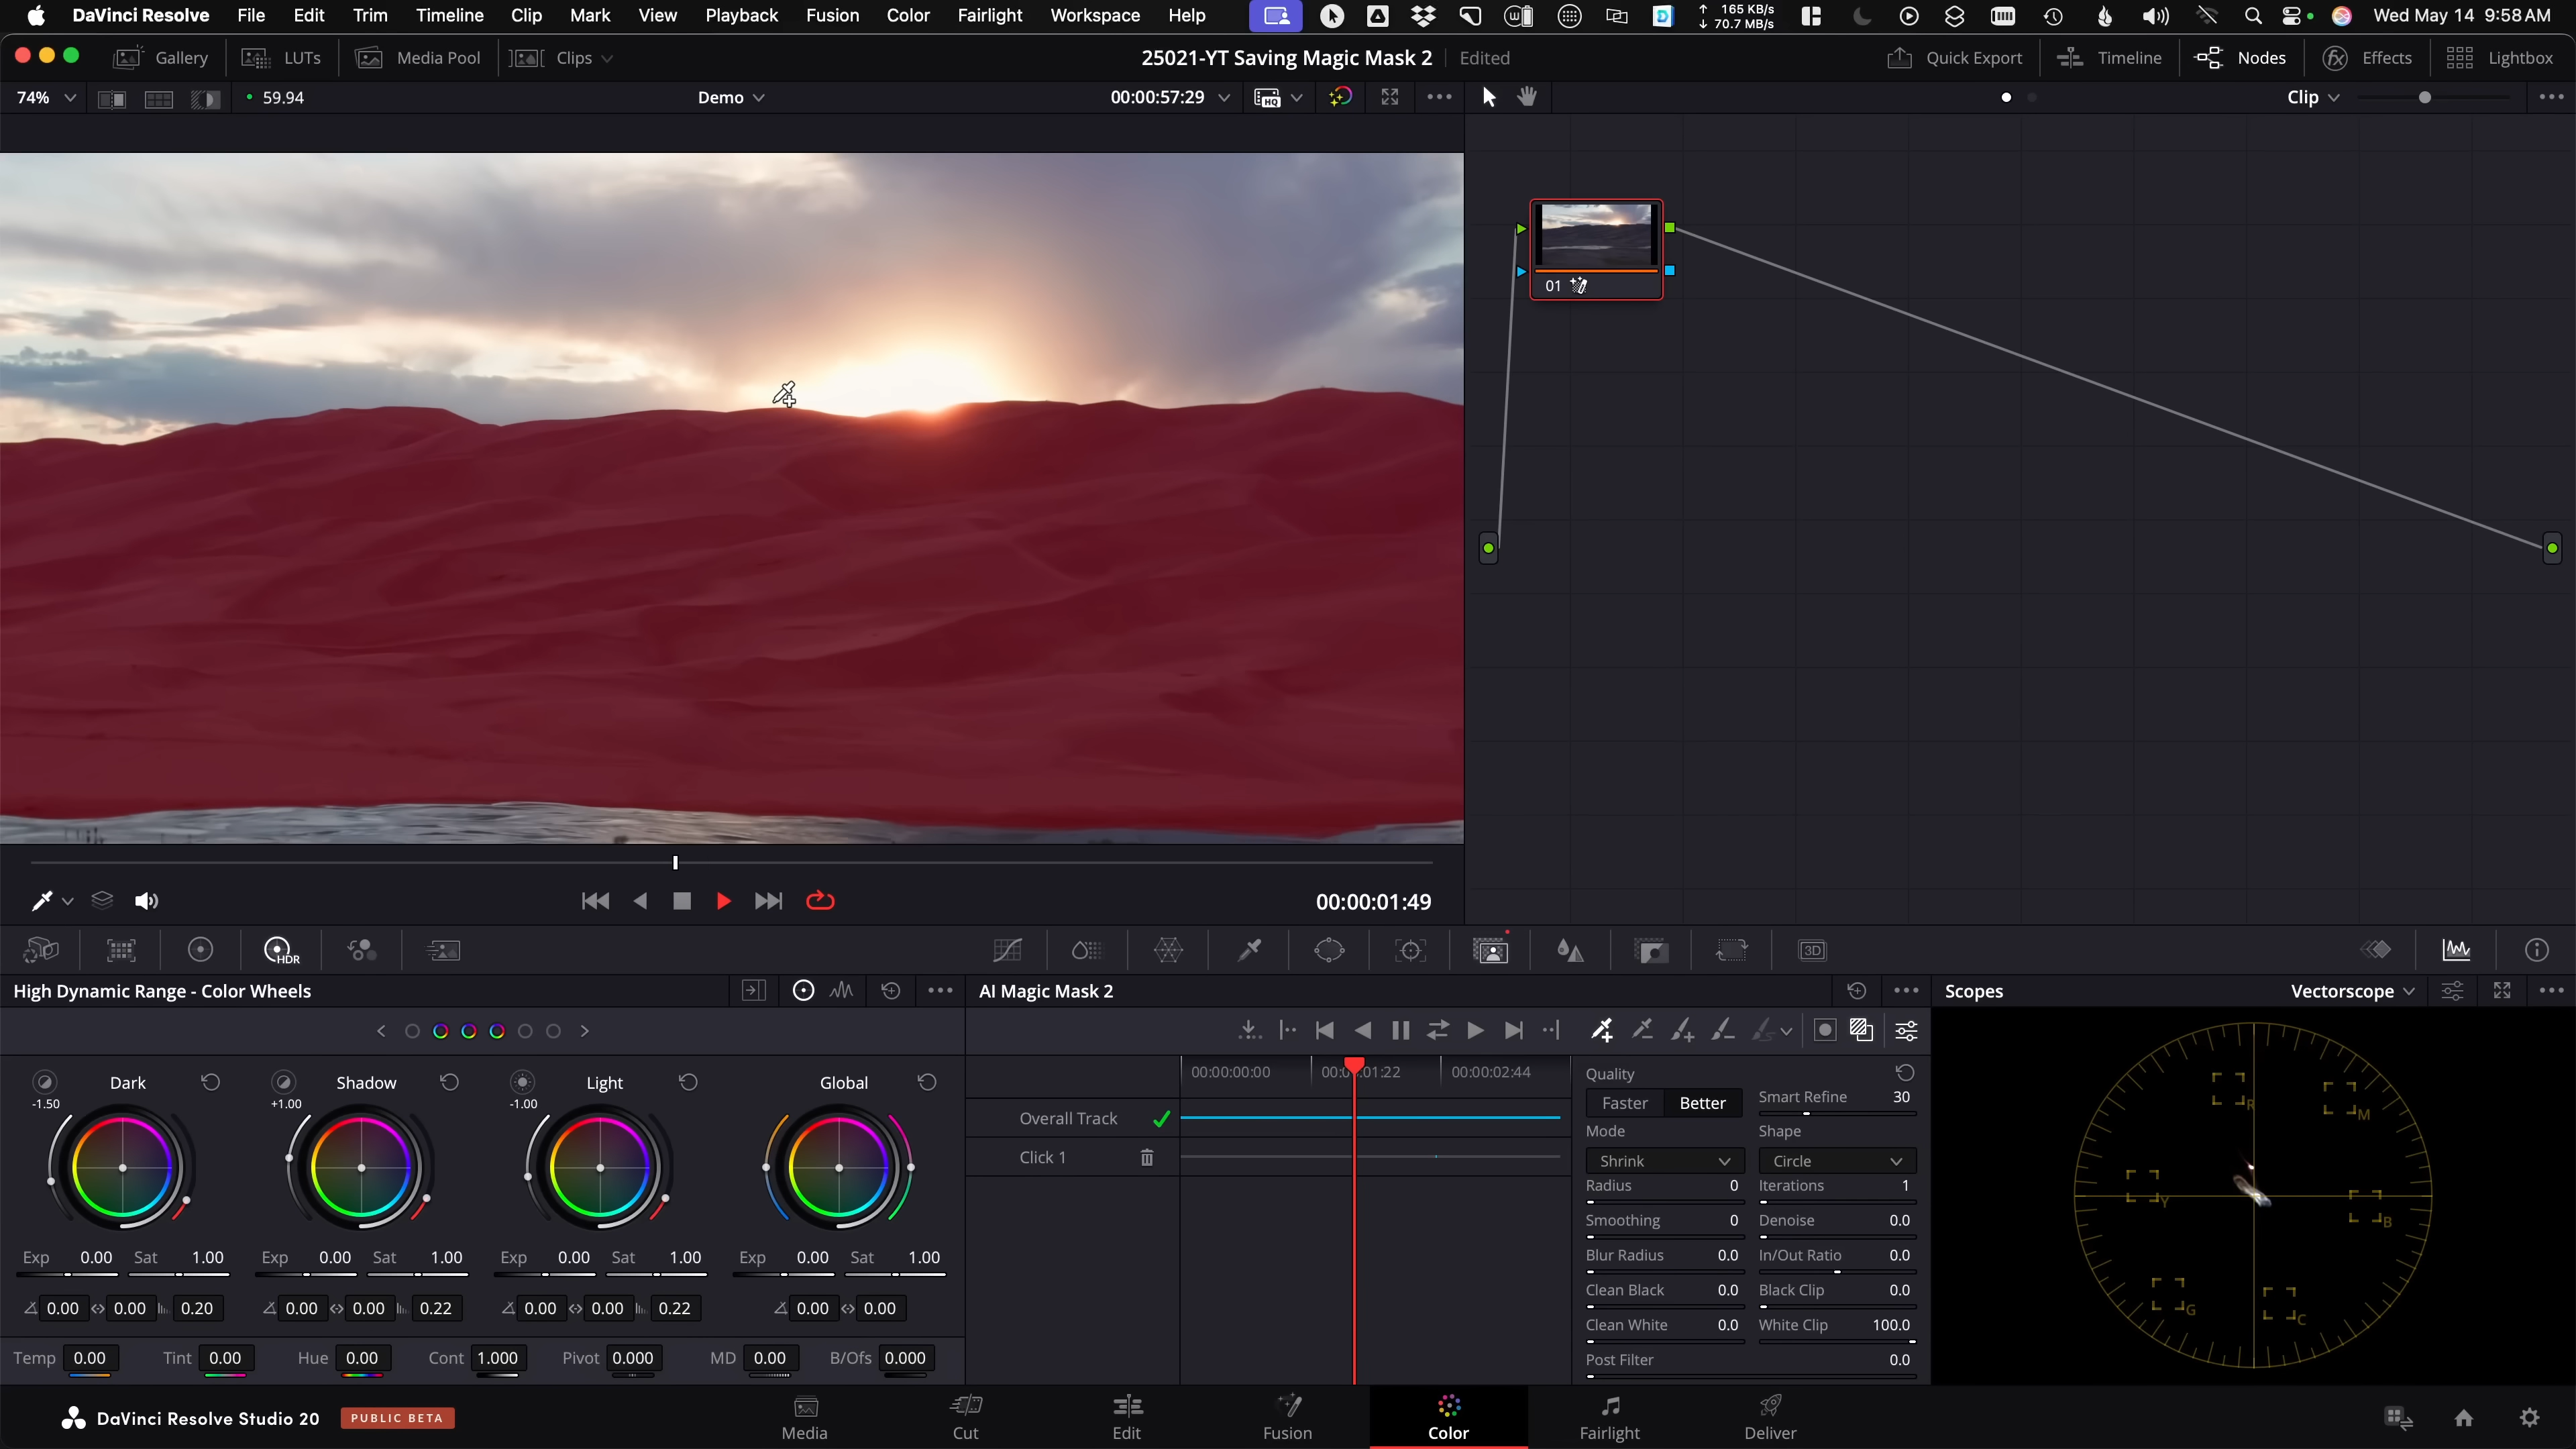 DaVinci Resolve File Edit Trim Timeline Clip Mark View Playback Fusion Color Fairlight Workspace Help 165 KB/s 70.7 MB/s Wed May 14 9:58 AM
Gallery LUTs Media Pool Clips 25021-YT Saving Magic Mask 2 Edited Quick Export Timeline Nodes Effects Lightbox
74% 59.94 Demo 00:00:57:29 HQ Clip
01
00:00:01:49
HDR 3D
High Dynamic Range - Color Wheels AI Magic Mask 2 Scopes Vectorscope
Dark Shadow Light Global
-1.50 +1.00 -1.00
Exp 0.00 Sat 1.00 Exp 0.00 Sat 1.00 Exp 0.00 Sat 1.00 Exp 0.00 Sat 1.00
0.00 0.00 0.20 0.00 0.00 0.22 0.00 0.00 0.22 0.00 0.00
Temp 0.00 Tint 0.00 Hue 0.00 Cont 1.000 Pivot 0.000 MD 0.00 B/Ofs 0.000
00:00:00:00 00:00:01:22 00:00:02:44
Overall Track
Click 1
Quality
Faster Better Smart Refine 30
Mode Shape
Shrink Circle
Radius 0 Iterations 1
Smoothing 0 Denoise 0.0
Blur Radius 0.0 In/Out Ratio 0.0
Clean Black 0.0 Black Clip 0.0
Clean White 0.0 White Clip 100.0
Post Filter 0.0
R M
Y B
G C
DaVinci Resolve Studio 20 PUBLIC BETA Media Cut Edit Fusion Color Fairlight Deliver